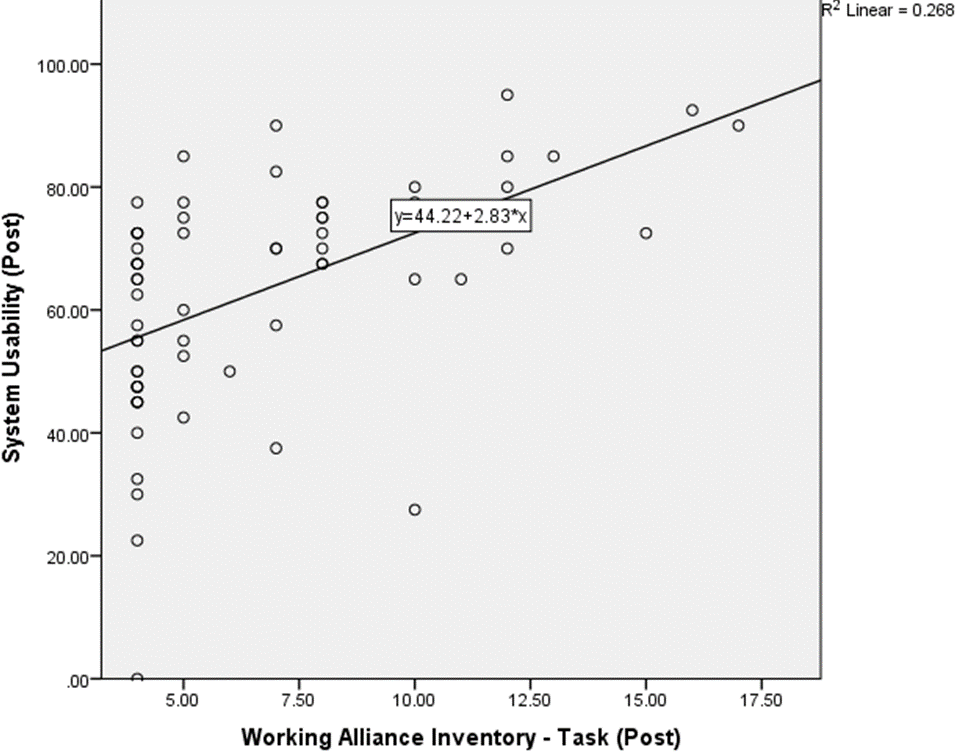 R2 Linear = 0.268
100.00
80.00
60.00
40.00
20.00
.00
System Usability (Post)
y=44.22+2.83*x
5.00 7.50 10.00 12.50 15.00 17.50
Working Alliance Inventory - Task (Post)